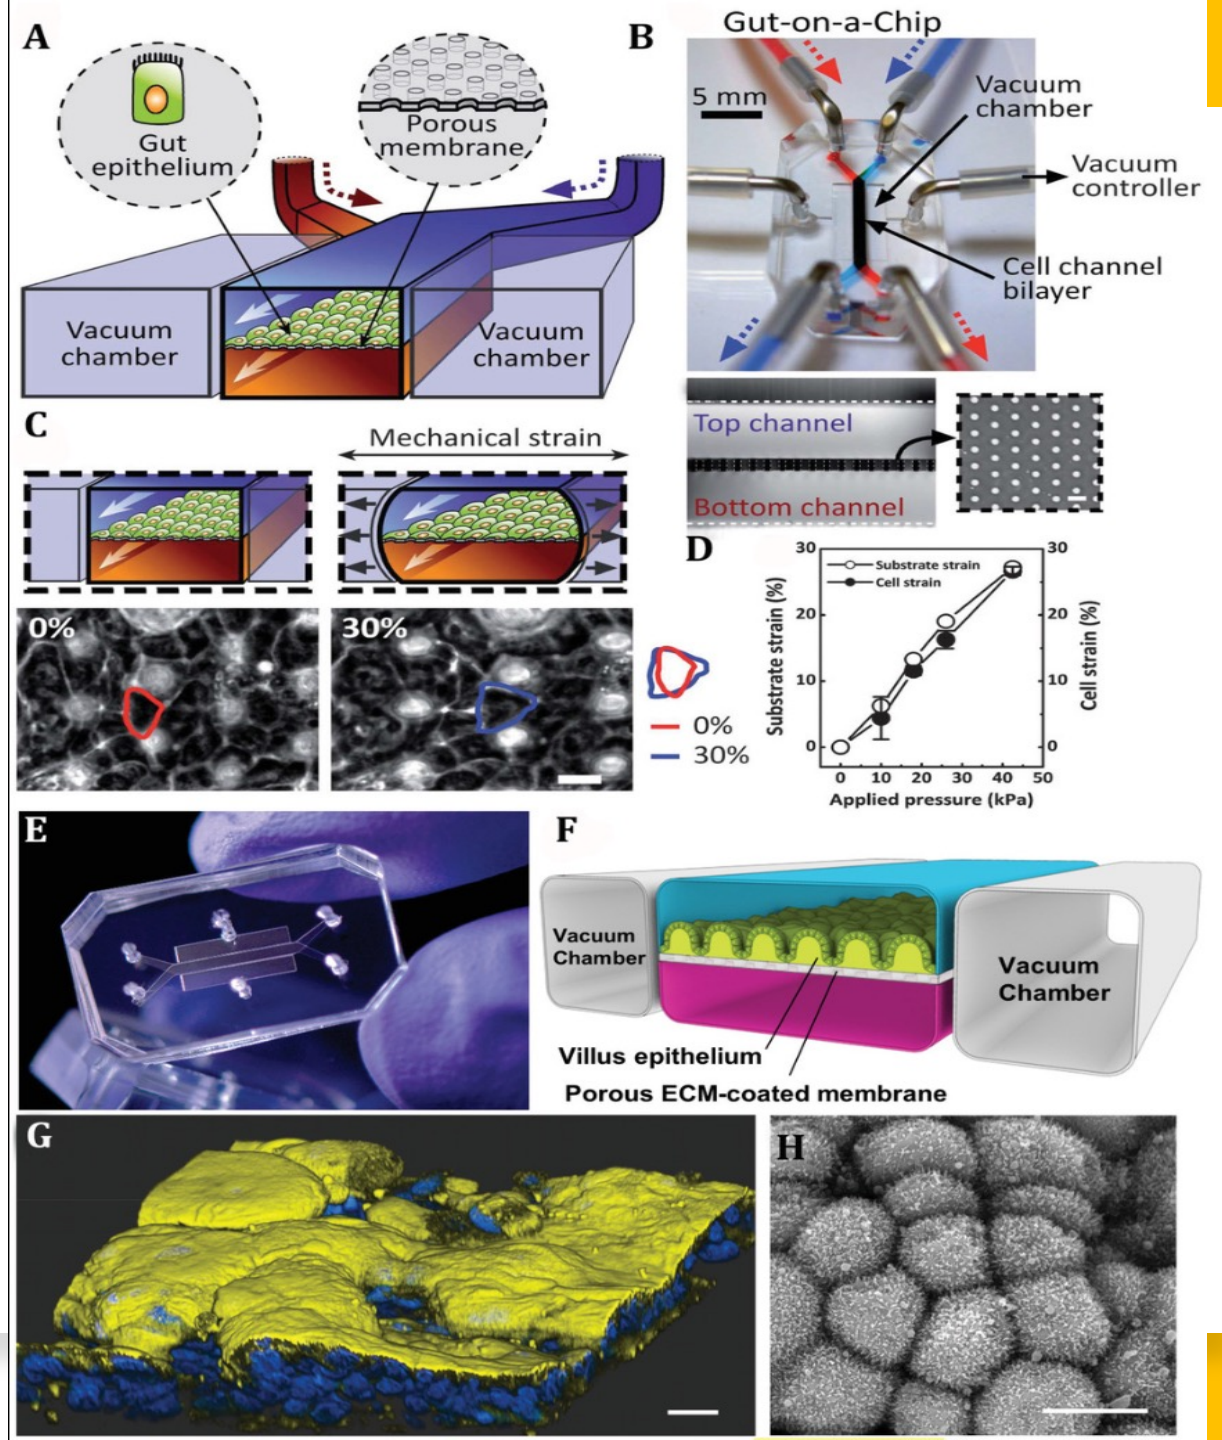 A
Gut
epithelium
Porous
membrane
Vacuum
chamber
Vacuum
chamber
B
Gut-on-a-Chip
5 mm
Vacuum
chamber
Vacuum
controller
Cell channel
bilayer
Top channel
Bottom channel
C
Mechanical strain
0%
30%
0%
30%
D
Substrate strain
Cell strain
Substrate strain (%)
Cell strain (%)
30
20
10
0
30
20
10
0
0
10
20
30
40
50
Applied pressure (kPa)
E
F
Vacuum
Chamber
Vacuum
Chamber
Villus epithelium
Porous ECM-coated membrane
G
H